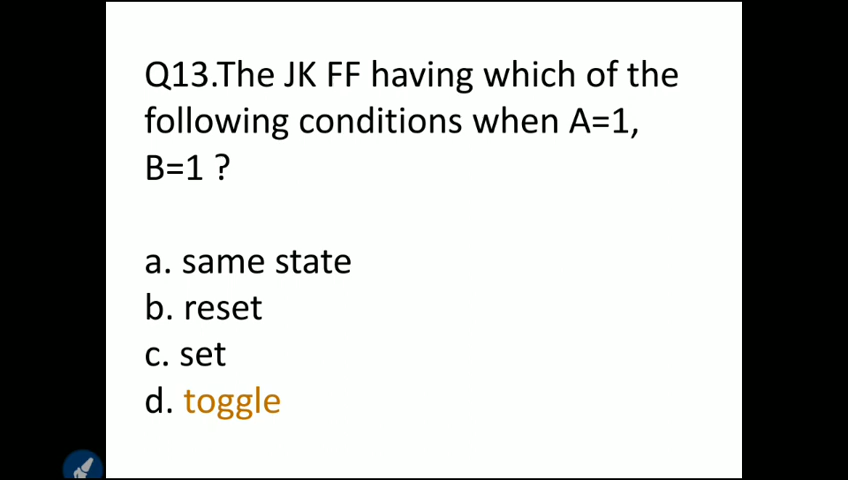 Q13.The JK FF having which of the
following conditions when A=1,
B=1 ?
a. same state
b. reset
c. set
d. toggle